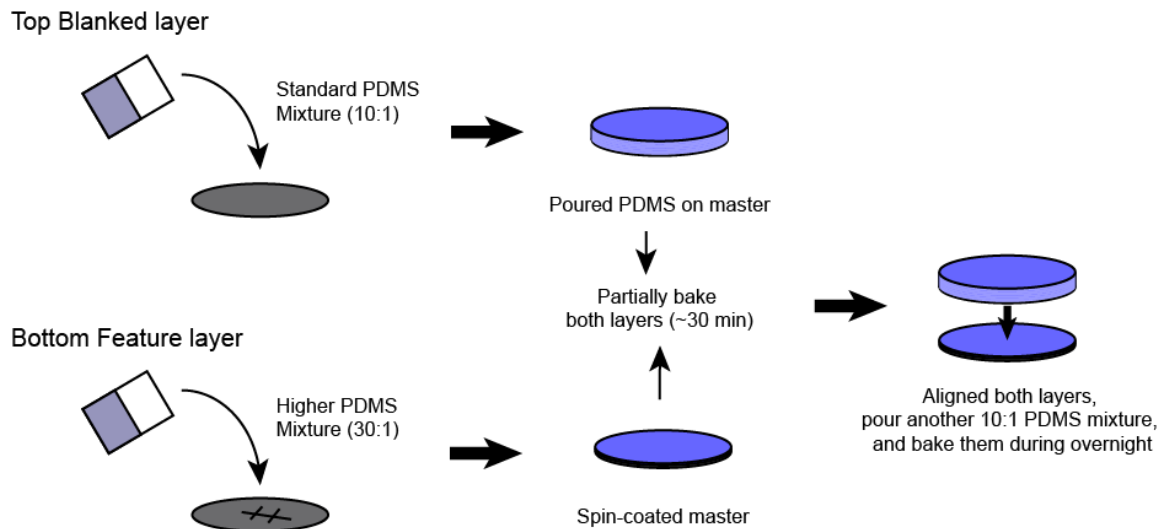 Top Blanked layer
Standard PDMS
Mixture (10:1)
Poured PDMS on master
Partially bake
both layers (~30 min)
Bottom Feature layer
Higher PDMS
Mixture (30:1)
Spin-coated master
Aligned both layers,
pour another 10:1 PDMS mixture,
and bake them during overnight